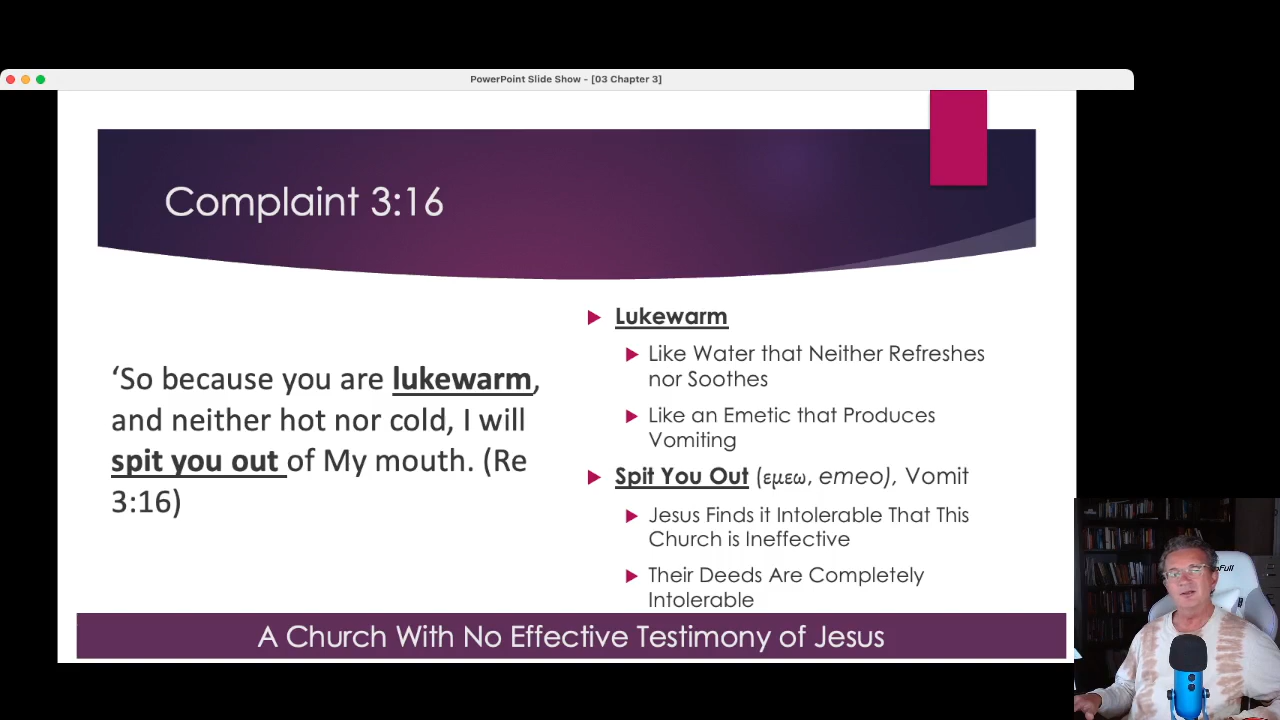 PowerPoint Slide Show - [03 Chapter 3]
Complaint 3:16
‘So because you are lukewarm,
and neither hot nor cold, I will
spit you out of My mouth. (Re
3:16)
Lukewarm
Like Water that Neither Refreshes
nor Soothes
Like an Emetic that Produces
Vomiting
Spit You Out (εμεω, emeo), Vomit
Jesus Finds it Intolerable That This
Church is Ineffective
Their Deeds Are Completely
Intolerable
A Church With No Effective Testimony of Jesus